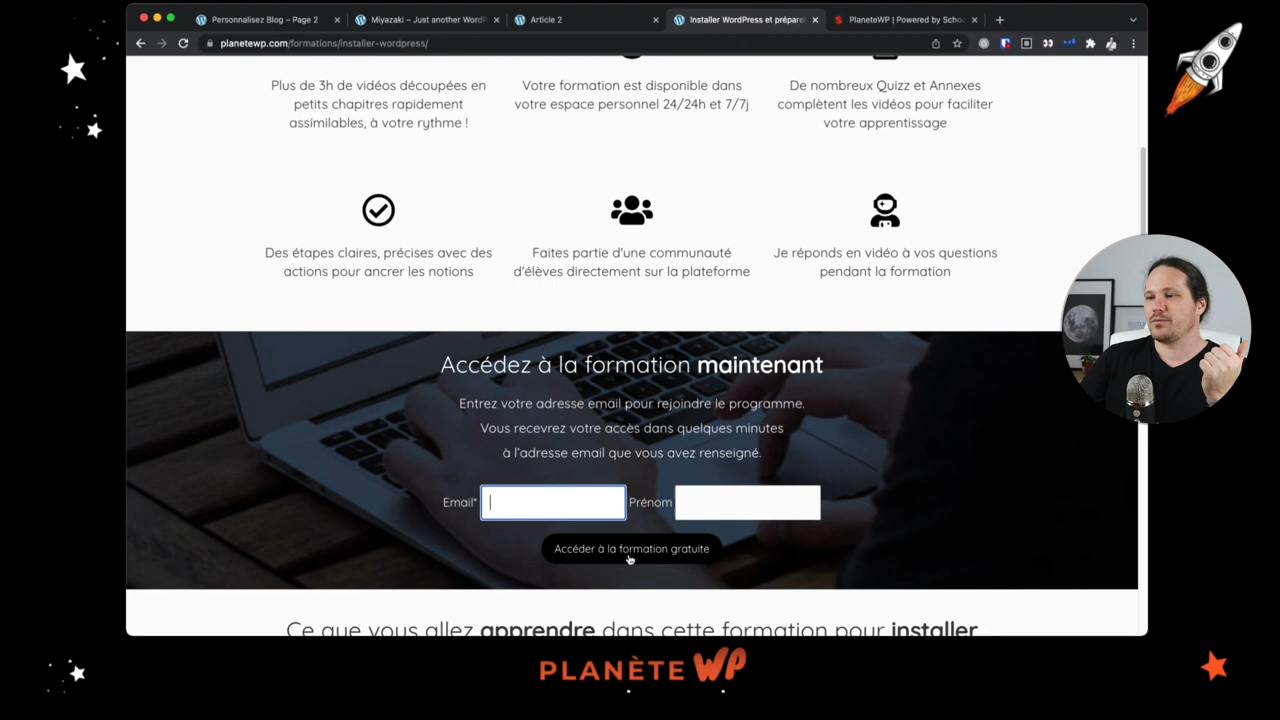 Personnalisez Blog – Page 2
Miyazaki – Just another WordP
Article 2
Installer WordPress et prépare
PlaneteWP | Powered by Schoo
planetewp.com/formations/installer-wordpress/
Plus de 3h de vidéos découpées en
petits chapitres rapidement
assimilables, à votre rythme !
Votre formation est disponible dans
votre espace personnel 24/24h et 7/7j
De nombreux Quizz et Annexes
complètent les vidéos pour faciliter
votre apprentissage
Des étapes claires, précises avec des
actions pour ancrer les notions
Faites partie d'une communauté
d'élèves directement sur la plateforme
Je réponds en vidéo à vos questions
pendant la formation
Accédez à la formation maintenant
Entrez votre adresse email pour rejoindre le programme.
Vous recevrez votre accès dans quelques minutes
à l'adresse email que vous avez renseigné.
Email* Prénom
Accéder à la formation gratuite
Ce que vous allez apprendre dans cette formation pour installer
PLANÈTE WP